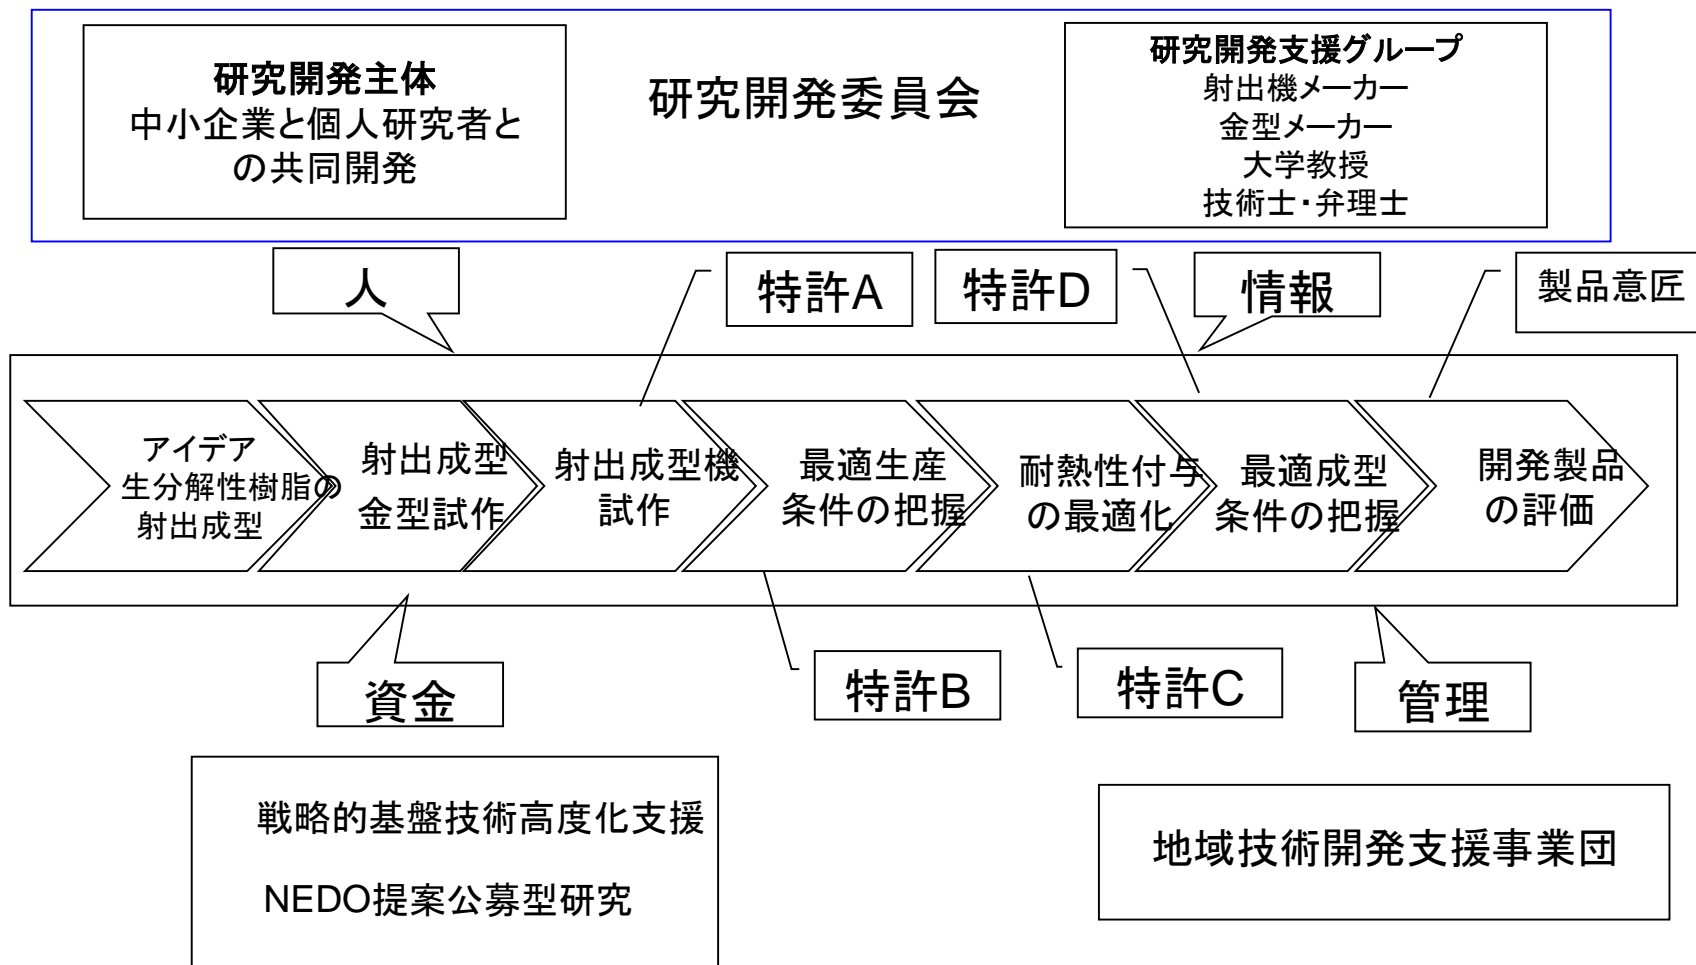 研究開発主体
中小企業と個人研究者と
の共同開発
研究開発委員会
研究開発支援グループ
射出機メーカー
金型メーカー
大学教授
技術士・弁理士
人
特許A
特許D
情報
製品意匠
アイデア
生分解性樹脂の
射出成型
射出成型
金型試作
射出成型機
試作
最適生産
条件の把握
耐熱性付与
の最適化
最適成型
条件の把握
開発製品
の評価
資金
特許B
特許C
管理
戦略的基盤技術高度化支援
NEDO提案公募型研究
地域技術開発支援事業団